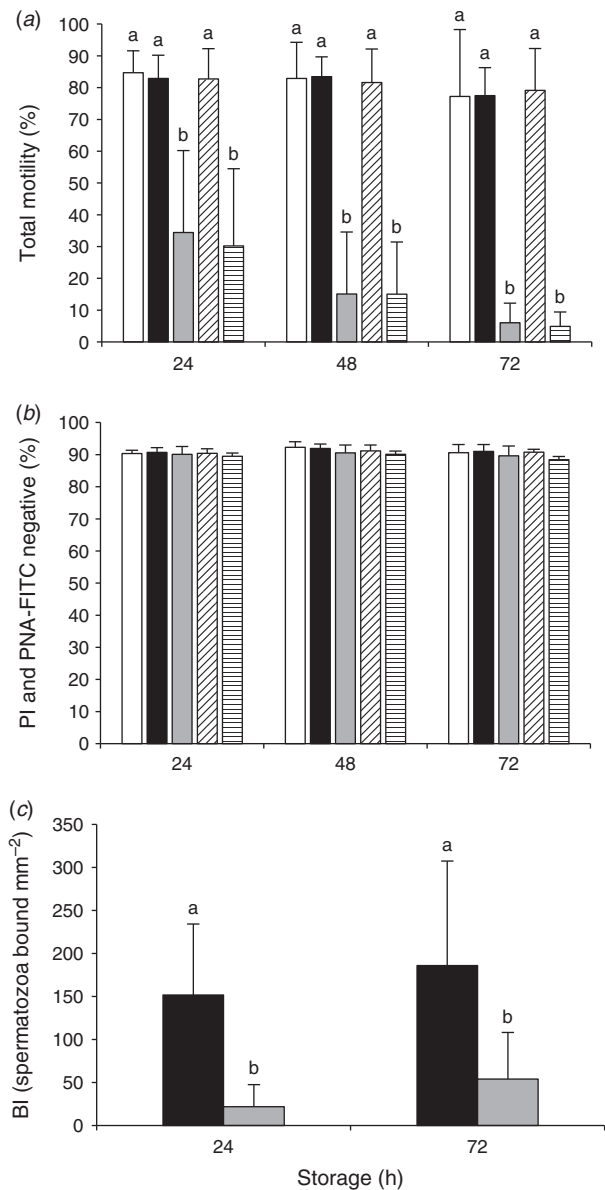 (a)
100
90
80
70
60
50
40
30
20
10
0
Total motility (%)
a a b a b
a a b a b
a a b a b
24 48 72
(b)
100
90
80
70
60
50
40
30
20
10
0
PI and PNA-FITC negative (%)
24 48 72
(c)
350
300
250
200
150
100
50
0
BI (spermatozoa bound mm⁻²)
a b
a b
24 72
Storage (h)